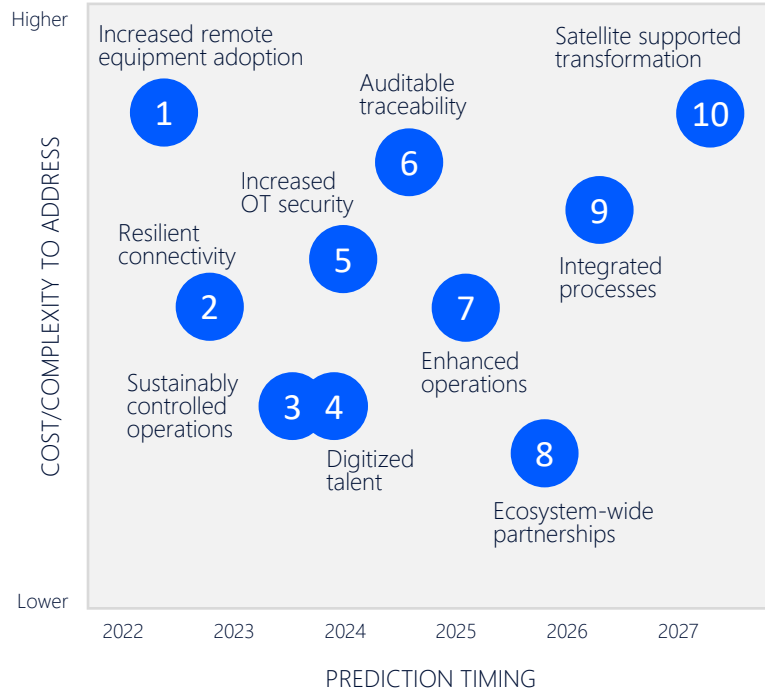 Higher
Increased remote
equipment adoption
1
Satellite supported
transformation
10
Auditable
traceability
6
Increased
OT security
5
9
Integrated
processes
Resilient
connectivity
2
7
Enhanced
operations
Sustainably
controlled
operations
3
4
Digitized
talent
8
Ecosystem-wide
partnerships
COST/COMPLEXITY TO ADDRESS
Lower
2022 2023 2024 2025 2026 2027
PREDICTION TIMING